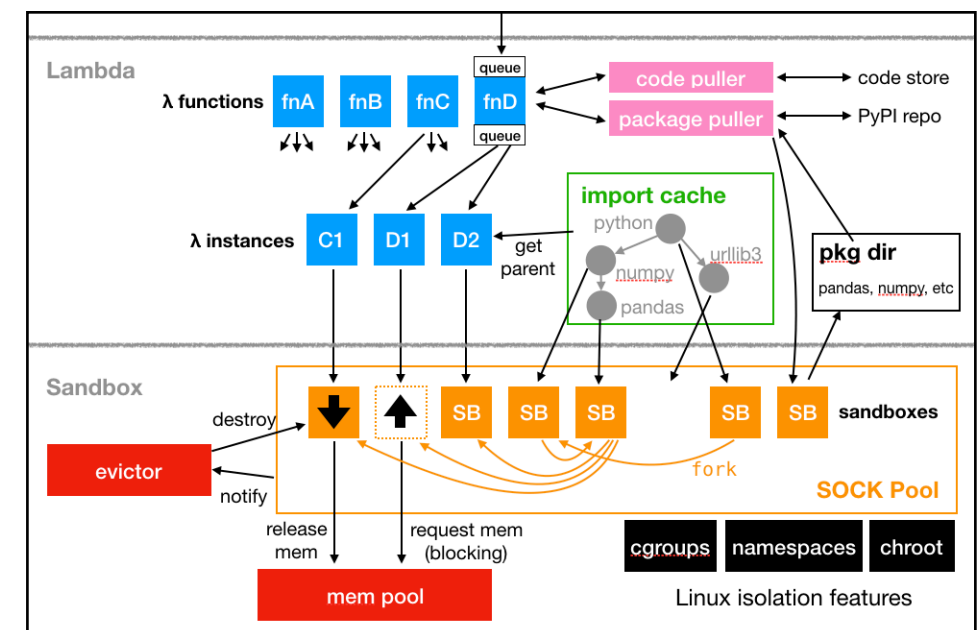 Lambda
queue
λ functions
fnA
fnB
fnC
fnD
queue
code puller
code store
package puller
PyPI repo
import cache
python
numpy
urllib3
pandas
λ instances
C1
D1
D2
get
parent
pkg dir
pandas, numpy, etc
Sandbox
SB
SB
SB
SB
SB
sandboxes
destroy
evictor
notify
fork
SOCK Pool
release
mem
request mem
(blocking)
mem pool
cgroups
namespaces
chroot
Linux isolation features